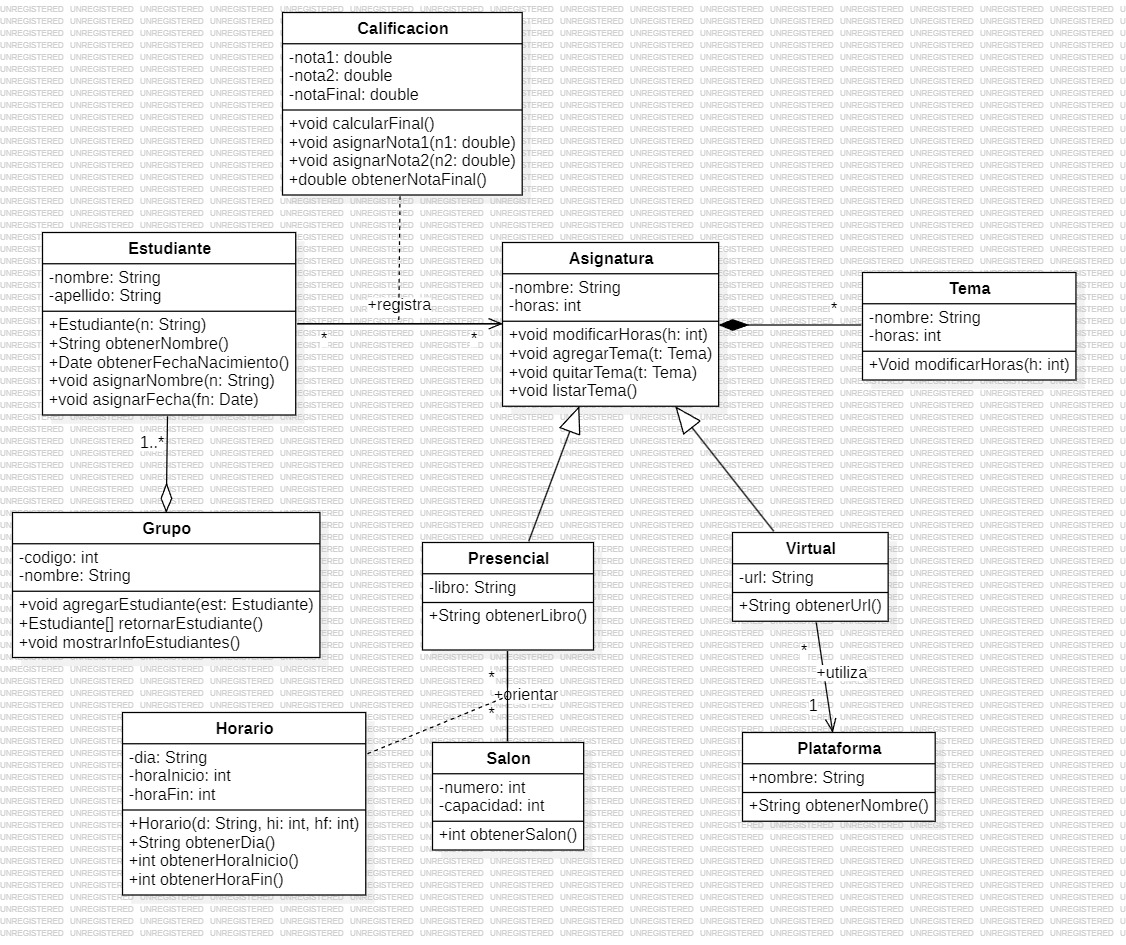 Calificacion
-nota1: double
-nota2: double
-notaFinal: double
+void calcularFinal()
+void asignarNota1(n1: double)
+void asignarNota2(n2: double)
+double obtenerNotaFinal()
Estudiante
-nombre: String
-apellido: String
+Estudiante(n: String)
+String obtenerNombre()
+Date obtenerFechaNacimiento()
+void asignarNombre(n: String)
+void asignarFecha(fn: Date)
+registra
*
*
Asignatura
-nombre: String
-horas: int
+void modificarHoras(h: int)
+void agregarTema(t: Tema)
+void quitarTema(t: Tema)
+void listarTema()
*
Tema
-nombre: String
-horas: int
+Void modificarHoras(h: int)
1..*
Grupo
-codigo: int
-nombre: String
+void agregarEstudiante(est: Estudiante)
+Estudiante[] retornarEstudiante()
+void mostrarInfoEstudiantes()
Presencial
-libro: String
+String obtenerLibro()
Virtual
-url: String
+String obtenerUrl()
*
+orientar
*
*
+utiliza
1
Horario
-dia: String
-horaInicio: int
-horaFin: int
+Horario(d: String, hi: int, hf: int)
+String obtenerDia()
+int obtenerHoraInicio()
+int obtenerHoraFin()
Salon
-numero: int
-capacidad: int
+int obtenerSalon()
Plataforma
+nombre: String
+String obtenerNombre()
UNREGISTERED